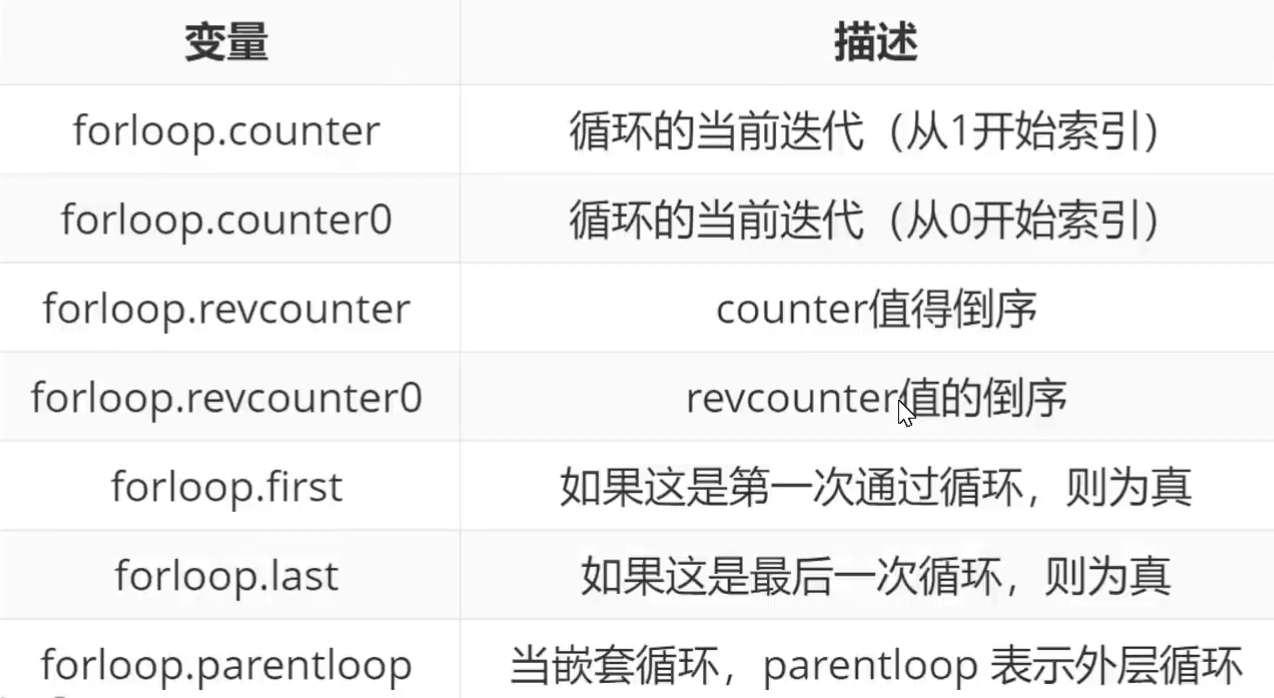 变量 描述
forloop.counter 循环的当前迭代（从1开始索引）
forloop.counter0 循环的当前迭代（从0开始索引）
forloop.revcounter counter值得倒序
forloop.revcounter0 revcounter值的倒序
forloop.first 如果这是第一次通过循环，则为真
forloop.last 如果这是最后一次循环，则为真
forloop.parentloop 当嵌套循环，parentloop 表示外层循环